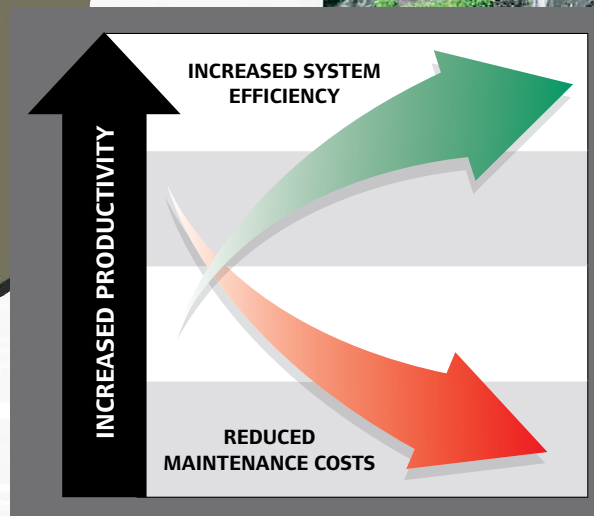 INCREASED SYSTEM
EFFICIENCY
INCREASED PRODUCTIVITY
REDUCED
MAINTENANCE COSTS